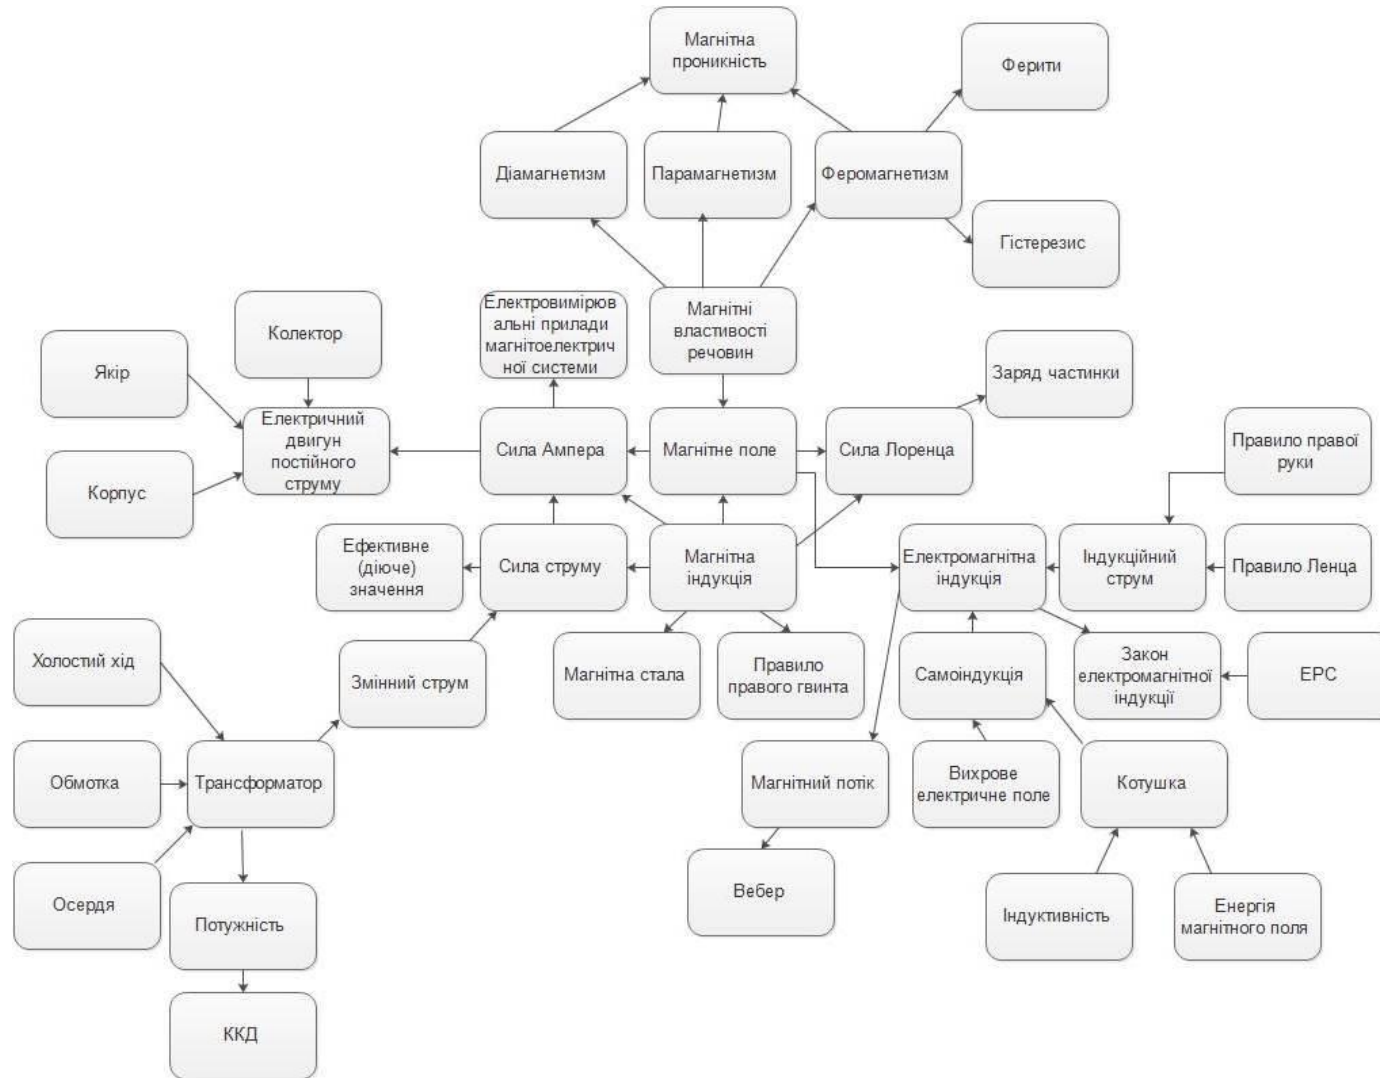 Магнітна
проникність
Ферити
Діамагнетизм
Парамагнетизм
Феромагнетизм
Гістерезис
Електровимірюв
альні прилади
магнітоелектрич
ної системи
Магнітні
властивості
речовин
Колектор
Якір
Заряд частинки
Електричний
двигун
постійного
струму
Сила Ампера
Магнітне поле
Сила Лоренца
Правило правої
руки
Корпус
Ефективне
(діюче)
значення
Сила струму
Магнітна
індукція
Електромагнітна
індукція
Індукційний
струм
Правило Ленца
Холостий хід
Змінний струм
Магнітна стала
Правило
правого гвинта
Самоіндукція
Закон
електромагнітної
індукції
ЕРС
Обмотка
Трансформатор
Магнітний потік
Вихрове
електричне поле
Котушка
Осердя
Потужність
Вебер
Індуктивність
Енергія
магнітного поля
ККД